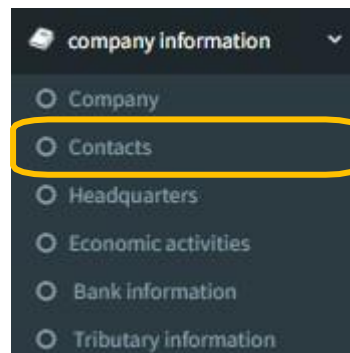 company information
Company
Contacts
Headquarters
Economic activities
Bank information
Tributary information